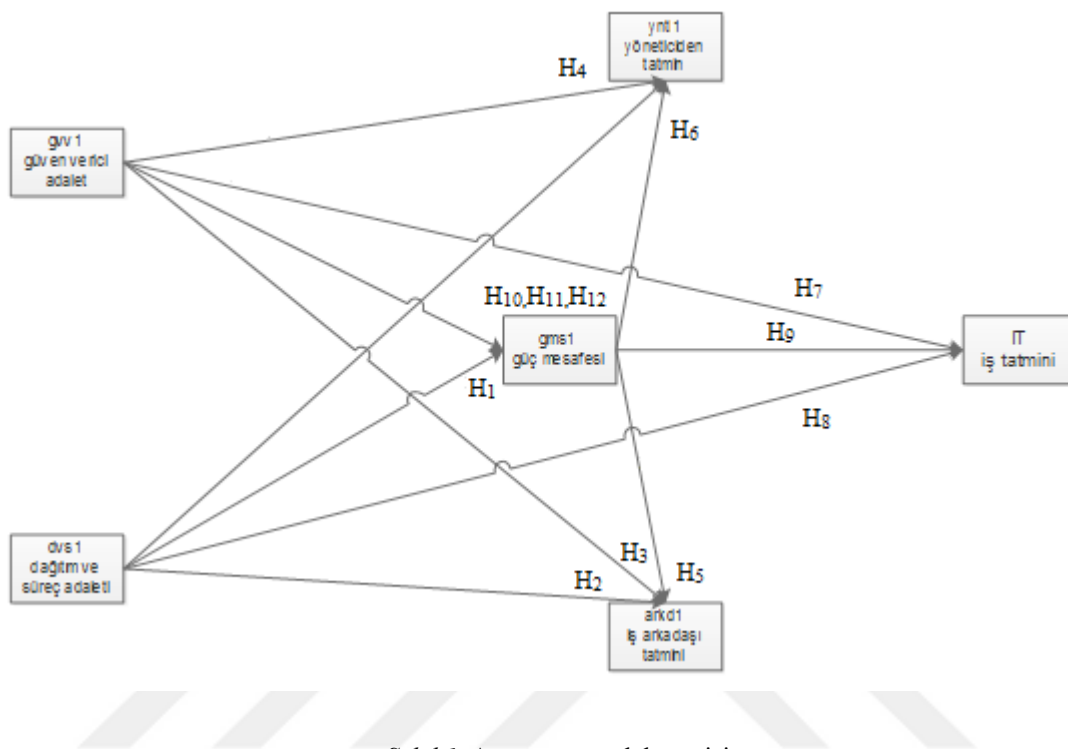 ynt1
yöneticiden
tatmin
H4
H6
gvv1
güven verici
adalet
H7
H10,H11,H12
gms1
güç mesafesi
H9
IT
iş tatmini
H1
H8
dvs1
dağıtım ve
süreç adaleti
H3
H2
H5
arkd1
iş arkadaşı
tatmini